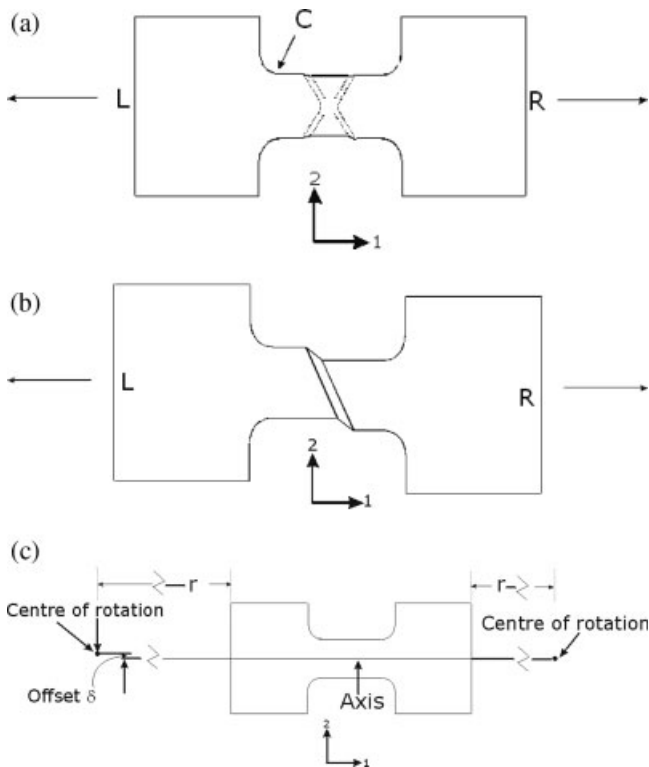 (a)
C
L
R
2
1
(b)
L
R
2
1
(c)
r
r
Centre of rotation
Centre of rotation
Offset δ
Axis
2
1